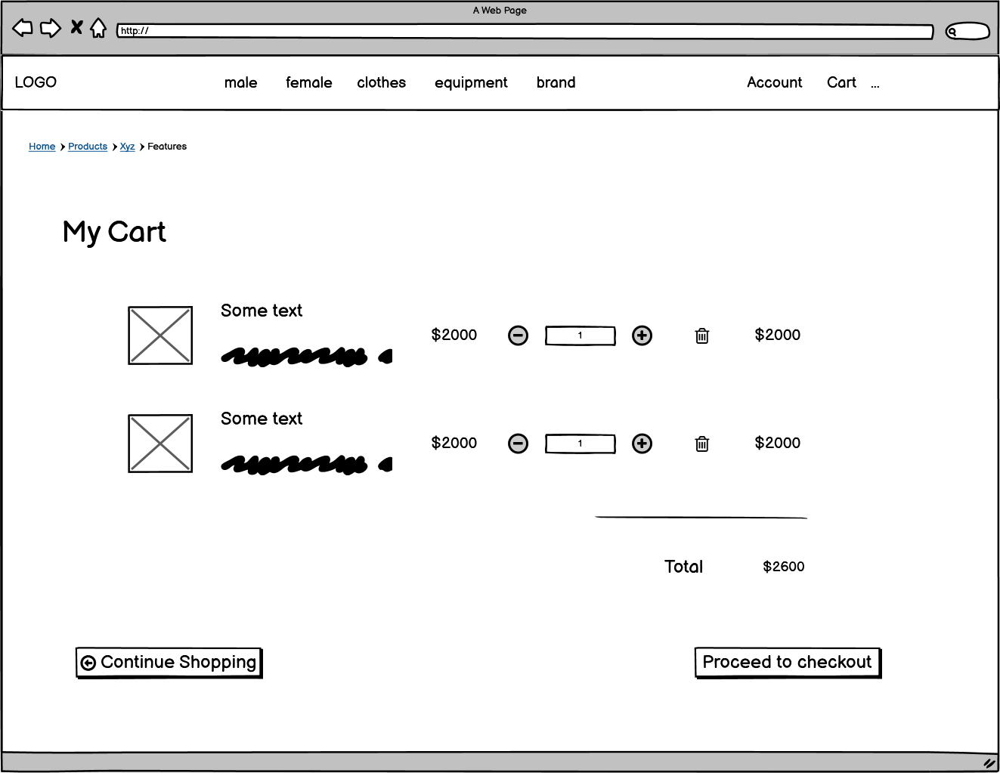 A Web Page
http://
LOGO male female clothes equipment brand Account Cart ...
Home Products Xyz Features
My Cart
Some text
$2000 1 $2000
Some text
$2000 1 $2000
Total $2600
Continue Shopping Proceed to checkout